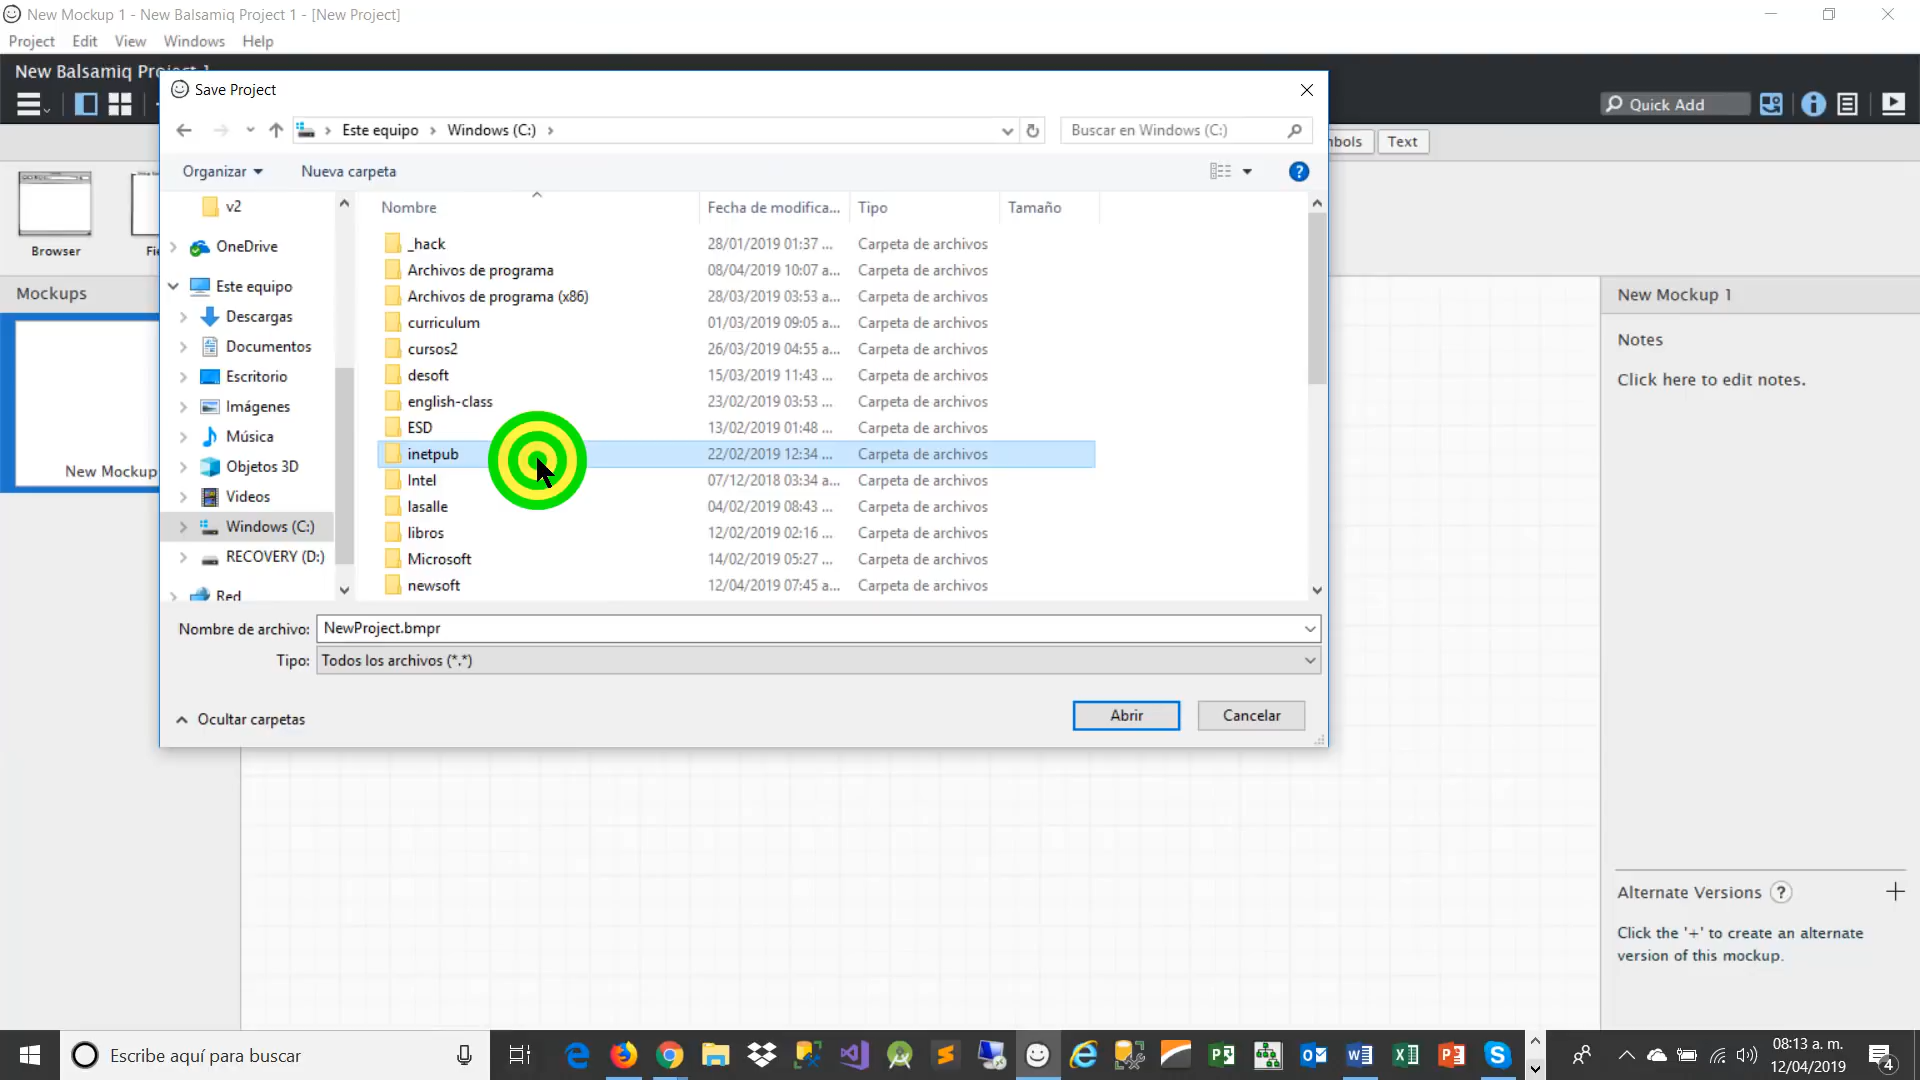 New Mockup 1 - New Balsamiq Project 1 - [New Project]
Project Edit View Windows Help
New Balsamiq Project 1
Save Project
Quick Add
Este equipo Windows (C:)
Buscar en Windows (C:)
bols Text
Organizar Nueva carpeta
Browser
Fie
Mockups
New Mockup
v2
OneDrive
Este equipo
Descargas
Documentos
Escritorio
Imágenes
Música
Objetos 3D
Videos
Windows (C:)
RECOVERY (D:)
Red
Nombre Fecha de modifica... Tipo Tamaño
_hack 28/01/2019 01:37 ... Carpeta de archivos
Archivos de programa 08/04/2019 10:07 a... Carpeta de archivos
Archivos de programa (x86) 28/03/2019 03:53 a... Carpeta de archivos
curriculum 01/03/2019 09:05 a... Carpeta de archivos
cursos2 26/03/2019 04:55 a... Carpeta de archivos
desoft 15/03/2019 11:43 ... Carpeta de archivos
english-class 23/02/2019 03:53 ... Carpeta de archivos
ESD 13/02/2019 01:48 ... Carpeta de archivos
inetpub 22/02/2019 12:34 ... Carpeta de archivos
Intel 07/12/2018 03:34 a... Carpeta de archivos
lasalle 04/02/2019 08:43 ... Carpeta de archivos
libros 12/02/2019 02:16 ... Carpeta de archivos
Microsoft 14/02/2019 05:27 ... Carpeta de archivos
newsoft 12/04/2019 07:45 a... Carpeta de archivos
Nombre de archivo: NewProject.bmpr
Tipo: Todos los archivos (*.*)
Ocultar carpetas
Abrir Cancelar
New Mockup 1
Notes
Click here to edit notes.
Alternate Versions ?
Click the '+' to create an alternate
version of this mockup.
Escribe aquí para buscar
08:13 a. m.
12/04/2019
4